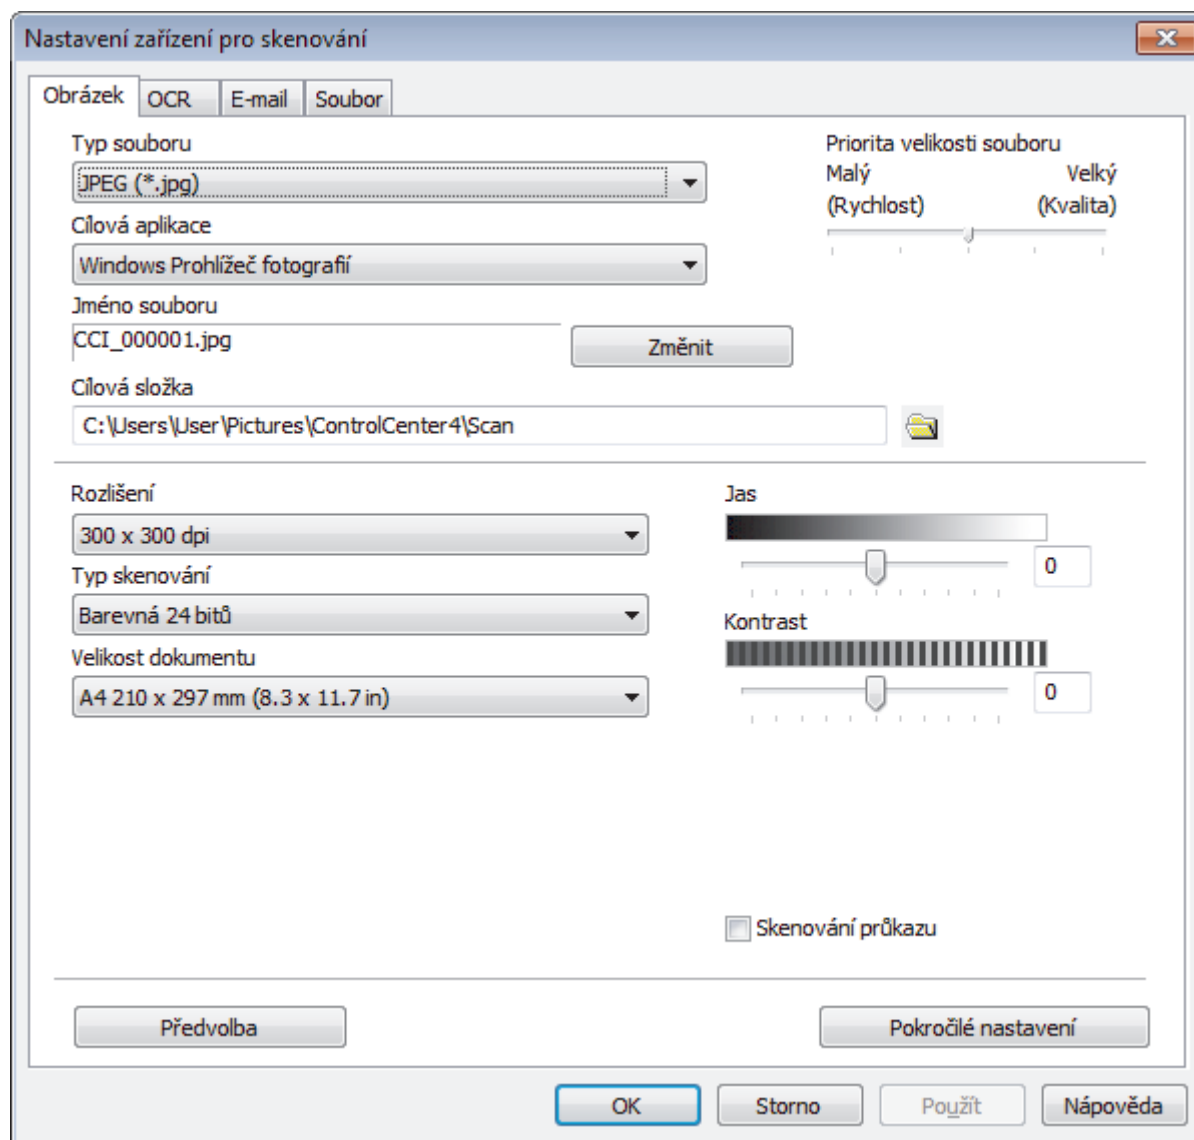 Nastavení zařízení pro skenování
Obrázek OCR E-mail Soubor
Typ souboru
JPEG (*.jpg)
Cílová aplikace
Windows Prohlížeč fotografií
Jméno souboru
CCI_000001.jpg
Změnit
Cílová složka
C:\Users\User\Pictures\ControlCenter4\Scan
Priorita velikosti souboru
Malý Velký
(Rychlost) (Kvalita)
Rozlišení
300 x 300 dpi
Typ skenování
Barevná 24 bitů
Velikost dokumentu
A4 210 x 297 mm (8.3 x 11.7 in)
Jas
0
Kontrast
0
Skenování průkazu
Předvolba
Pokročilé nastavení
OK Storno Použít Nápověda